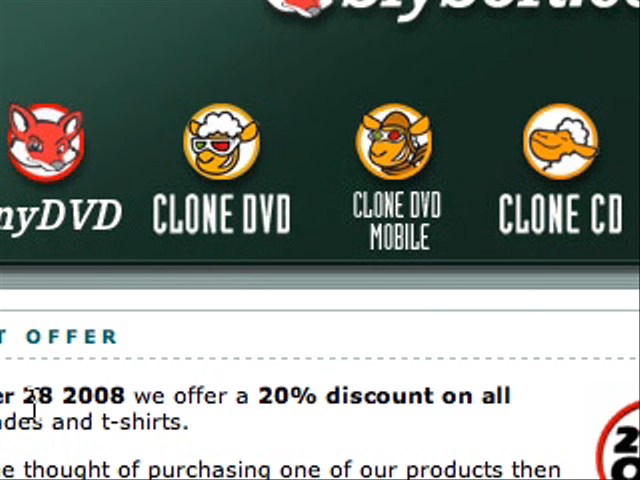 nyDVD
CLONE DVD
CLONE DVD
MOBILE
CLONE CD
T OFFER
er 28 2008 we offer a 20% discount on all
ades and t-shirts.
e thought of purchasing one of our products then